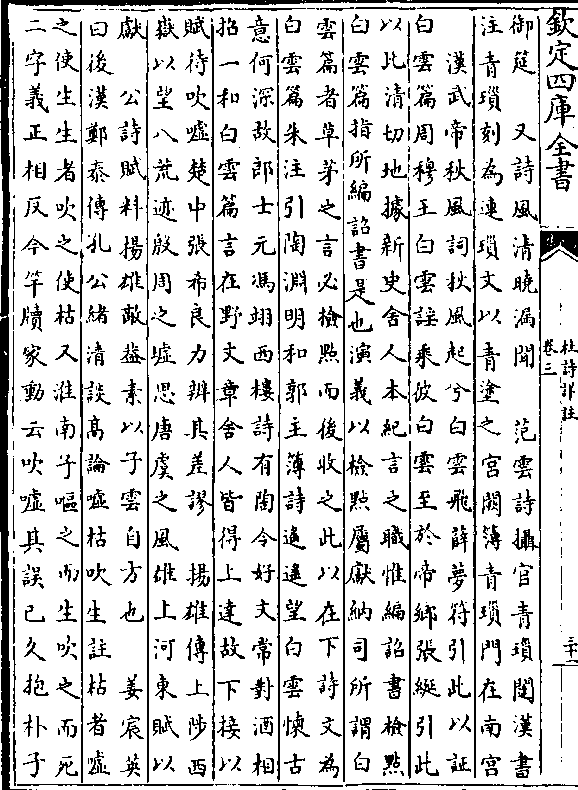 欽定四庫全書
杜詩詳註
卷三
御筵　又詩風清曉漏聞　范雲詩攝官青瑣闥漢書
注青瑣刻為連瑣文以青塗之宮闕簿青瑣門在南宮
漢武帝秋風詞秋風起兮白雲飛薛夢符引此以証
白雲篇周穆王白雲謡乘彼白雲至於帝鄉張綖引此
以此清切地據新史舍人本紀言之職惟編詔書檢㸃
白雲篇指所編詔書是也演義以檢㸃屬獻納司所謂白
雲篇者草茅之言必檢㸃而後收之此以在下詩文為
白雲篇朱注引陶淵明和郭主簿詩遥遥望白雲懷古
意何深故郎士元馮翊西樓詩有陶令好文常對酒相
招一和白雲篇言在野文章舍人皆得上達故下接以
賦待吹噓楚中張希良力辨其差謬　揚雄傳上陟西
嶽以望八荒迹殷周之虛思唐虞之風雄上河東賦以
獻　公詩賦料揚雄敵葢素以子雲自方也　姜宸英
曰後漢鄭泰傳孔公緒清談髙論噓枯吹生註枯者噓
之使生生者吹之使枯又淮南子嘔之而生吹之而死
二字義正相反今竿牘家動云吹噓其誤已久抱朴子